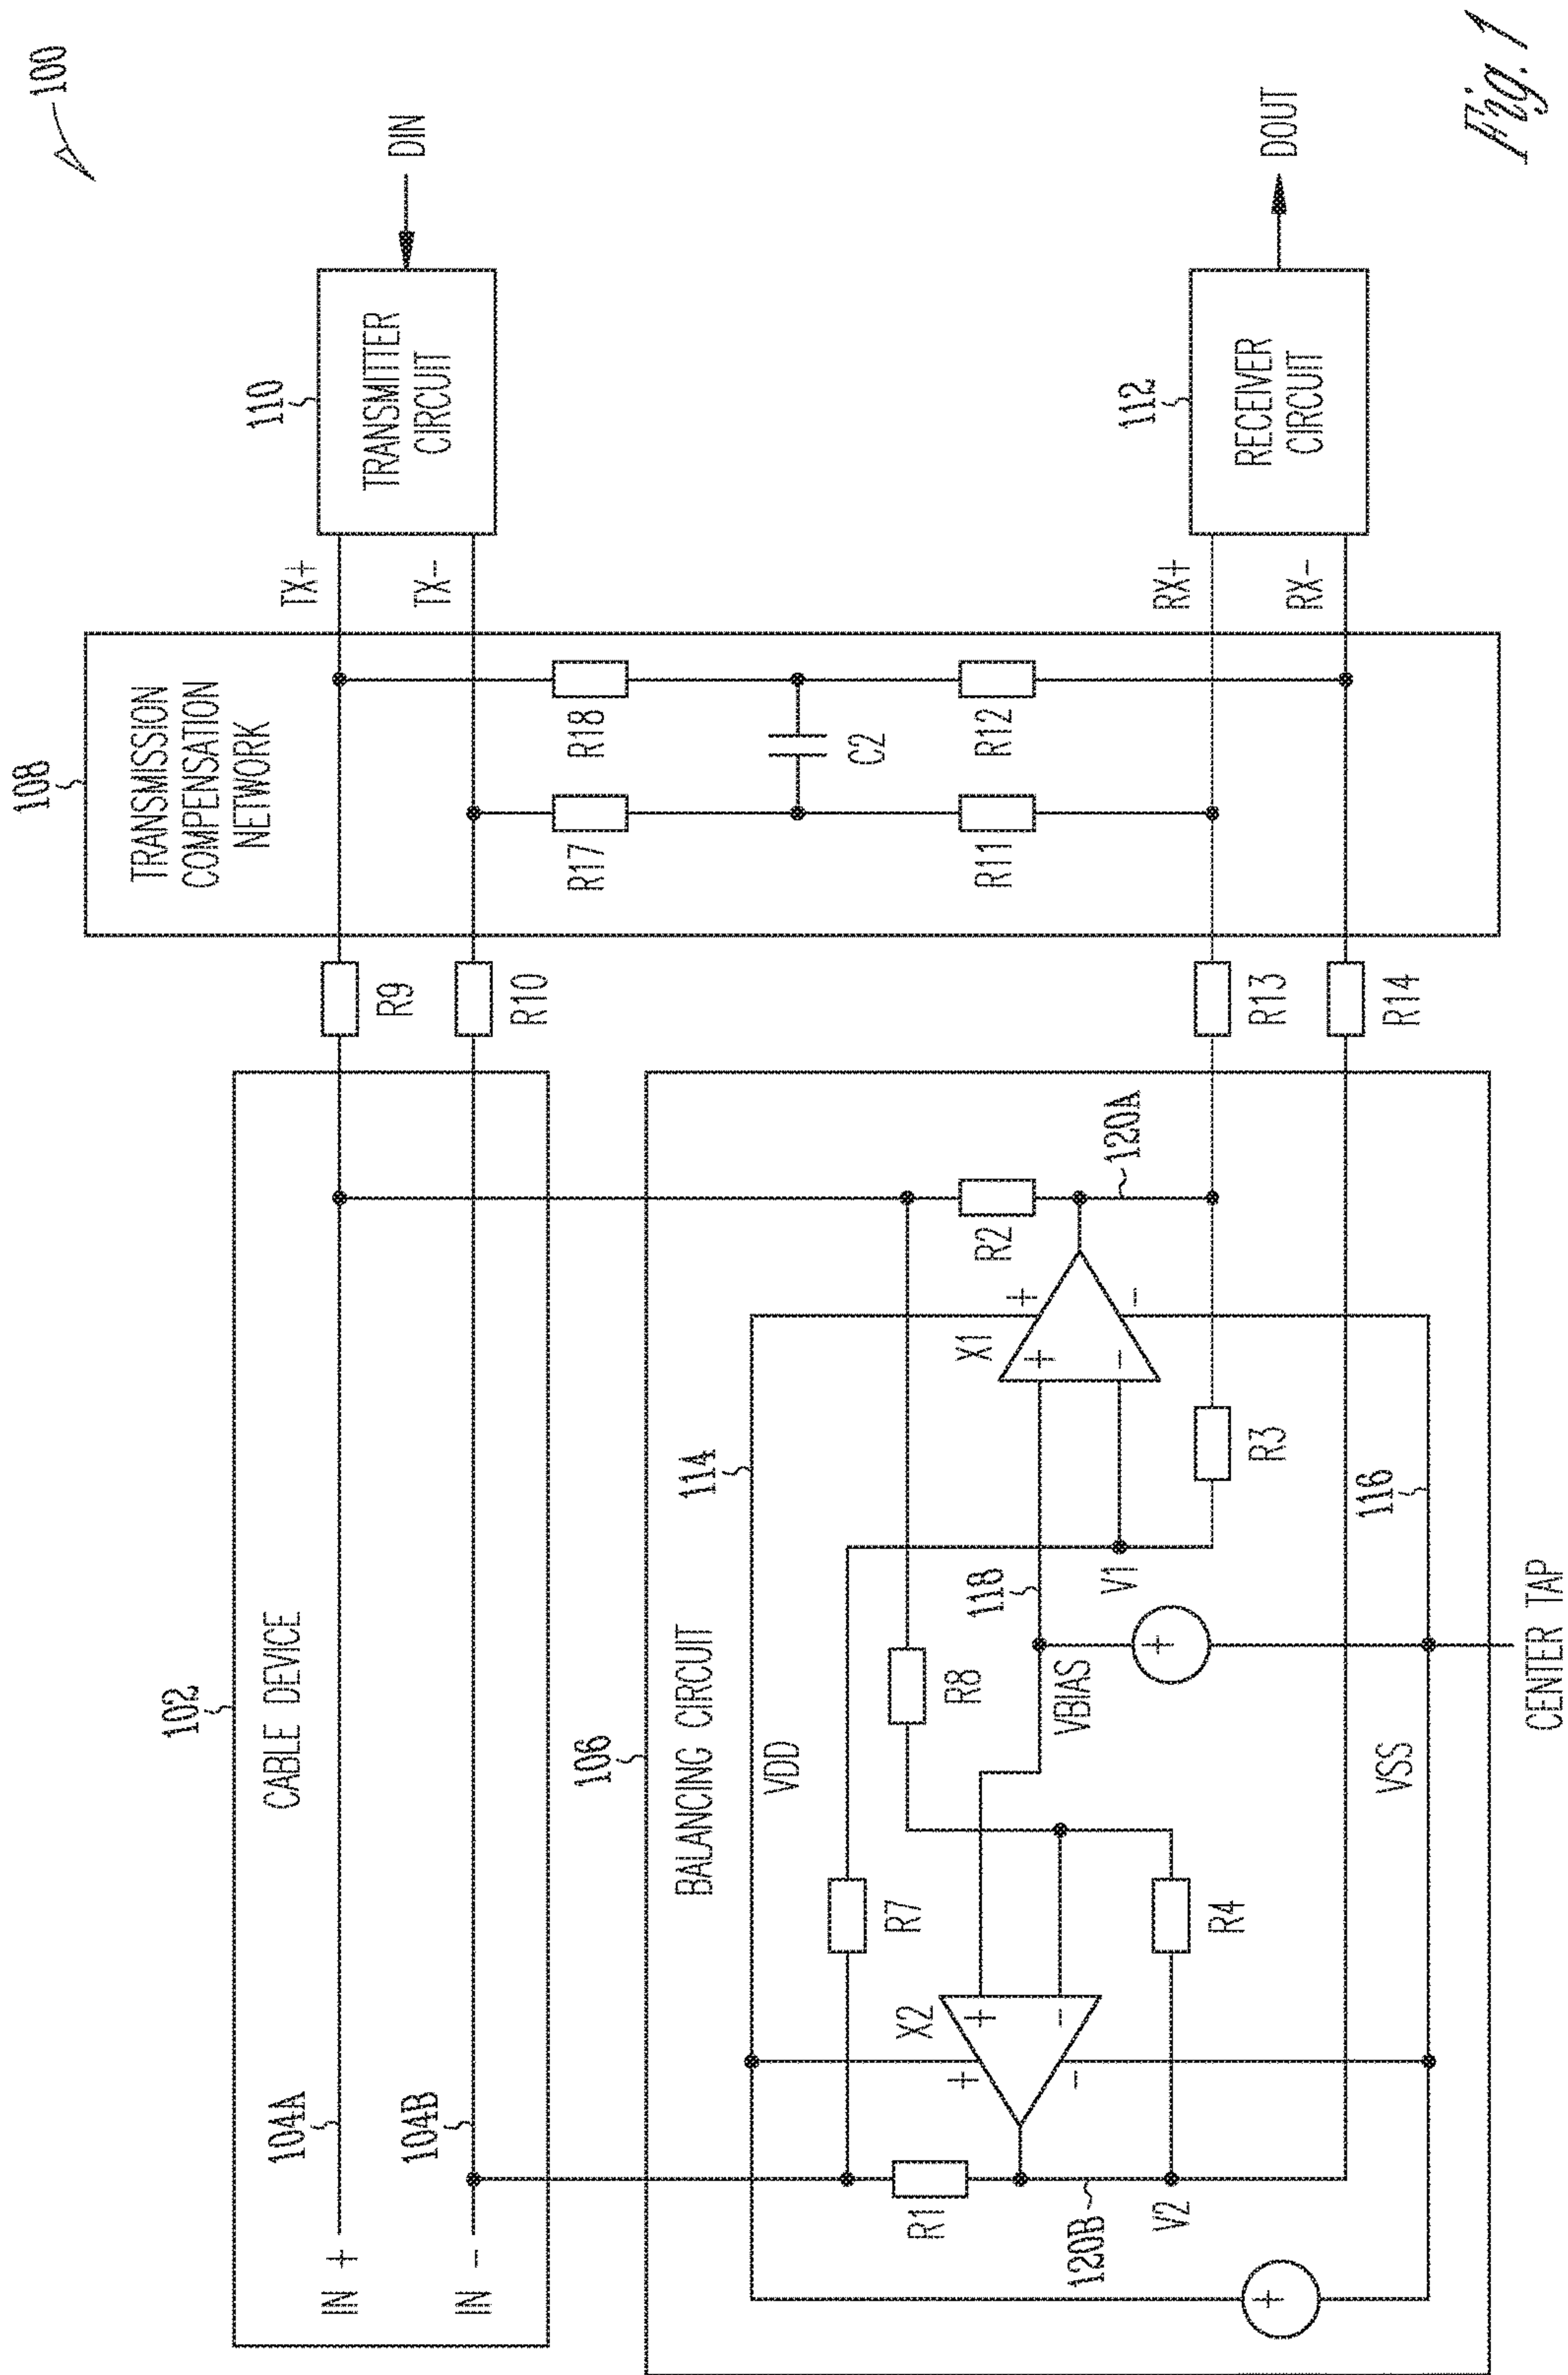 100
108
TRANSMISSION
COMPENSATION
NETWORK
102
CABLE DEVICE
104A
IN +
104B
IN -
R9
R10
TX+
TX-
110
TRANSMITTER
CIRCUIT
DIN
R18
R17
C2
R12
R11
106
BALANCING CIRCUIT
114
VDD
R7
R8
R1
X2
+
-
+
-
R4
120B
V2
+
118
VBIAS
+
V1
X1
+
-
+
-
R2
120A
R3
116
VSS
CENTER TAP
R13
R14
RX+
RX-
112
RECEIVER
CIRCUIT
DOUT
Fig. 1